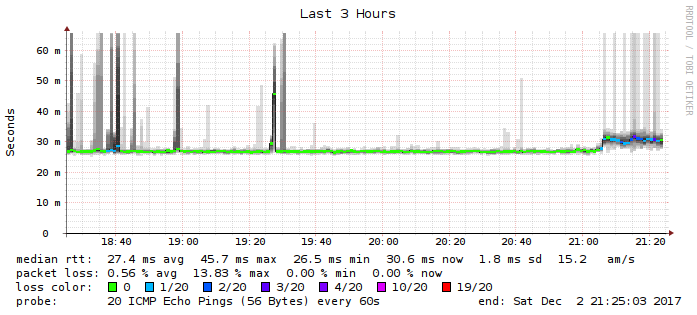 Last 3 Hours
RRDTOOL / TOBI OETIKER
Seconds
60 m
50 m
40 m
30 m
20 m
10 m
0
18:40 19:00 19:20 19:40 20:00 20:20 20:40 21:00 21:20
median rtt: 27.4 ms avg 45.7 ms max 26.5 ms min 30.6 ms now 1.8 ms sd 15.2 am/s
packet loss: 0.56 % avg 13.83 % max 0.00 % min 0.00 % now
loss color: 0 1/20 2/20 3/20 4/20 10/20 19/20
probe: 20 ICMP Echo Pings (56 Bytes) every 60s end: Sat Dec 2 21:25:03 2017